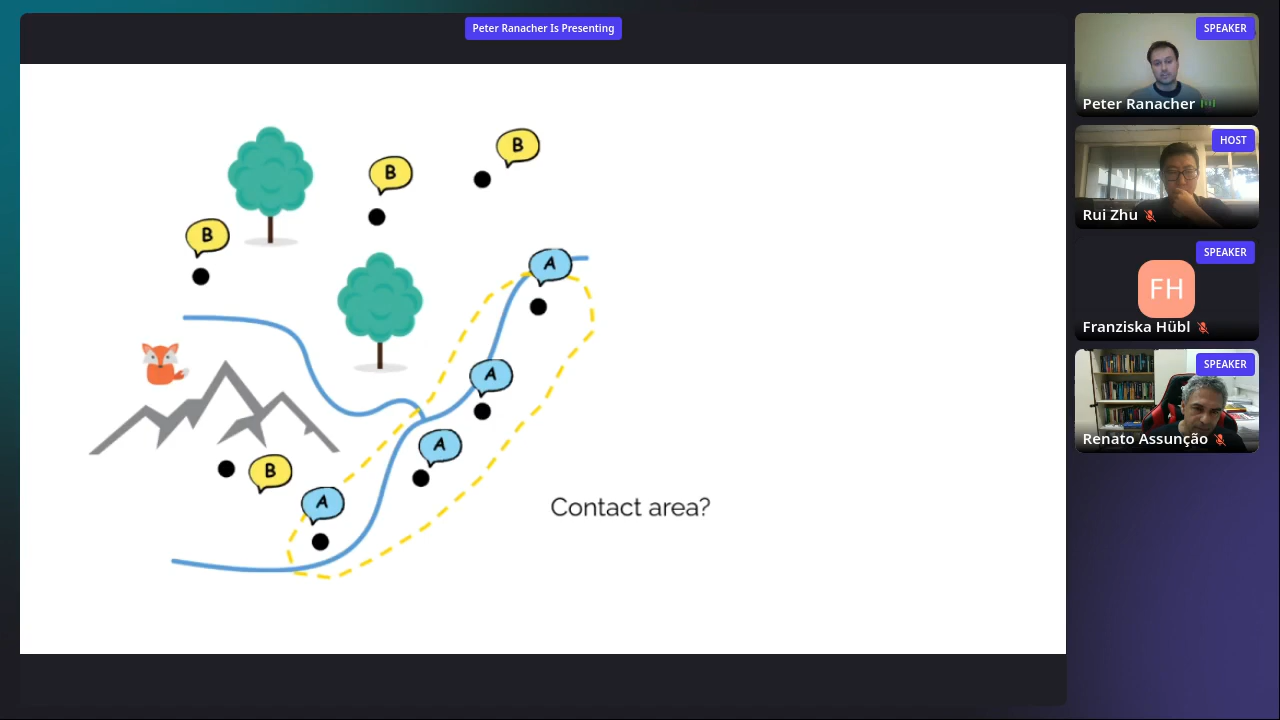 Peter Ranacher Is Presenting
B
B
B
A
A
A
B
A
Contact area?
SPEAKER
Peter Ranacher
HOST
Rui Zhu
SPEAKER
FH
Franziska Hübl
SPEAKER
Renato Assunção